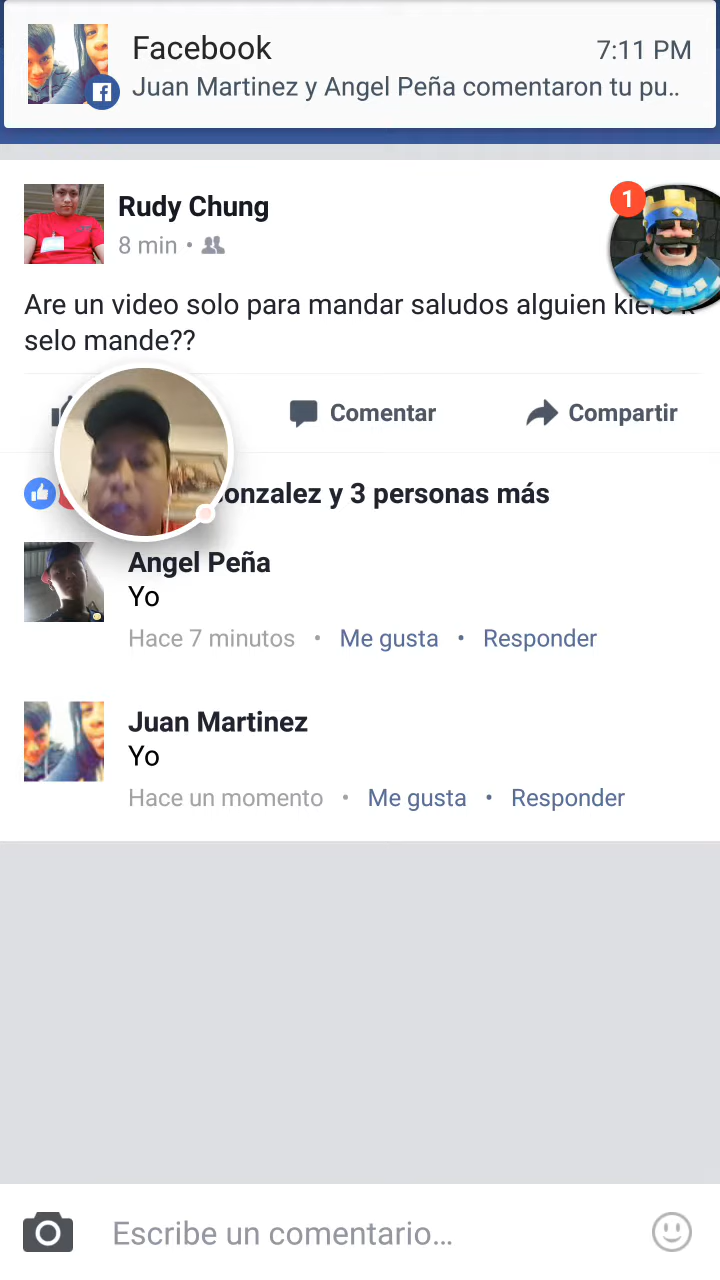 Facebook
7:11 PM
Juan Martinez y Angel Peña comentaron tu pu..
Rudy Chung
8 min •
1
Are un video solo para mandar saludos alguien kiere k
selo mande??
Comentar
Compartir
onzalez y 3 personas más
Angel Peña
Yo
Hace 7 minutos • Me gusta • Responder
Juan Martinez
Yo
Hace un momento • Me gusta • Responder
Escribe un comentario...